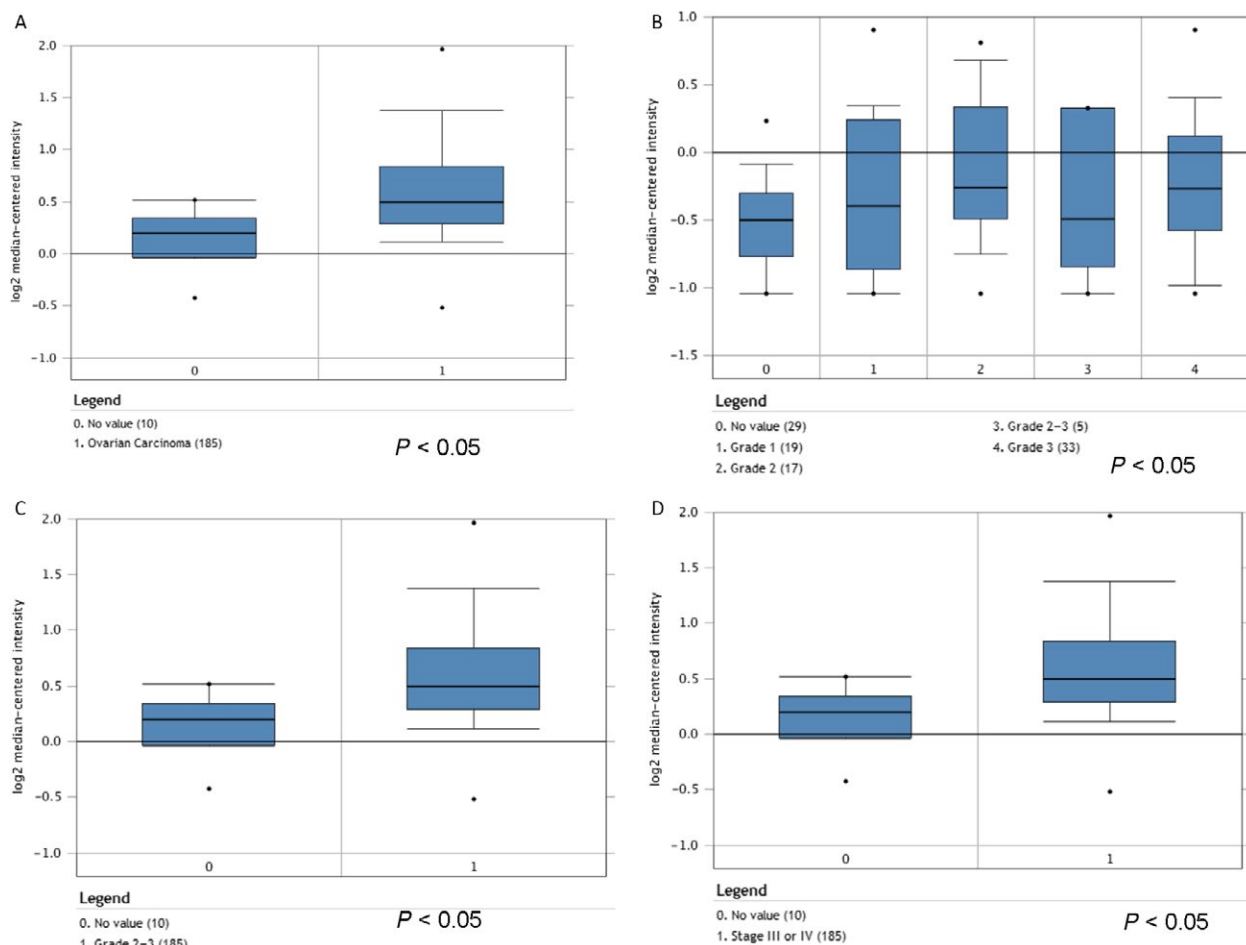 A
log2 median-centered intensity
2.0
1.5
1.0
0.5
0.0
−0.5
−1.0
0
1
Legend
0. No value (10)
1. Ovarian Carcinoma (185)
P < 0.05
B
log2 median-centered intensity
1.0
0.5
0.0
−0.5
−1.0
−1.5
0
1
2
3
4
Legend
0. No value (29)
1. Grade 1 (19)
2. Grade 2 (17)
3. Grade 2−3 (5)
4. Grade 3 (33)
P < 0.05
C
log2 median-centered intensity
2.0
1.5
1.0
0.5
0.0
−0.5
−1.0
0
1
Legend
0. No value (10)
1. Grade 2−3 (185)
P < 0.05
D
log2 median-centered intensity
2.0
1.5
1.0
0.5
0.0
−0.5
−1.0
0
1
Legend
0. No value (10)
1. Stage III or IV (185)
P < 0.05